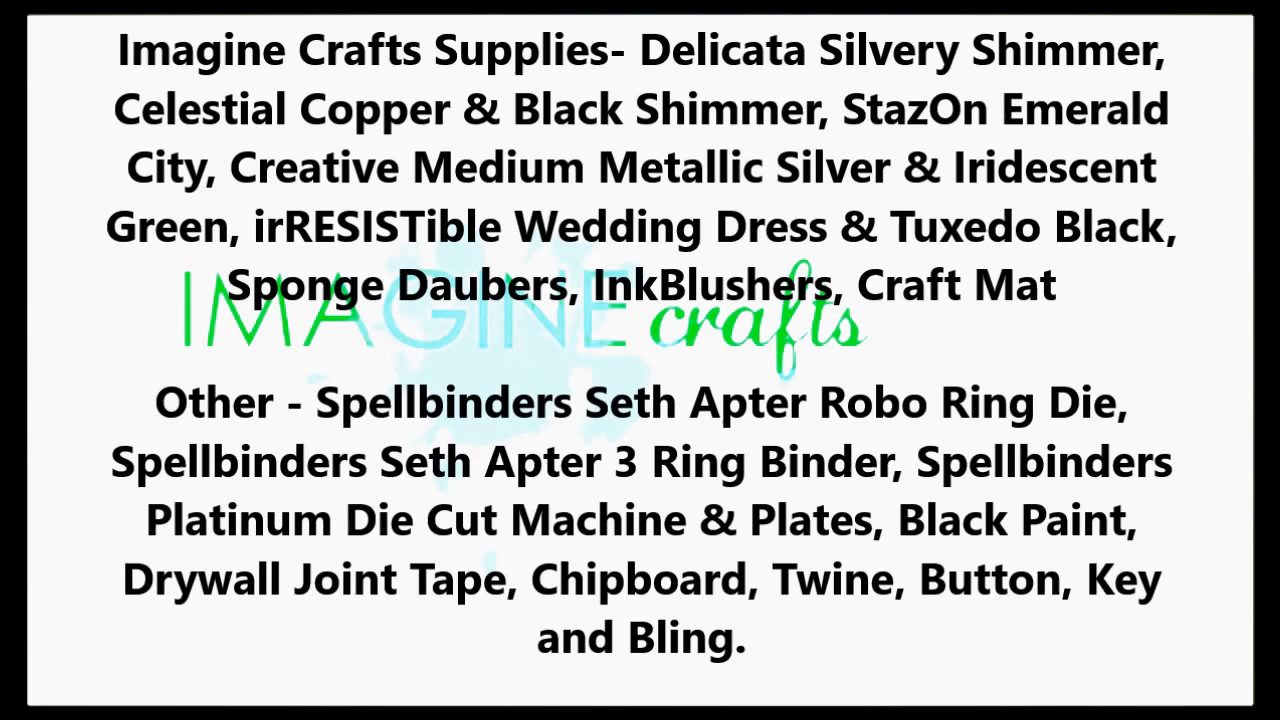 Imagine Crafts Supplies- Delicata Silvery Shimmer,
Celestial Copper & Black Shimmer, StazOn Emerald
City, Creative Medium Metallic Silver & Iridescent
Green, irRESISTible Wedding Dress & Tuxedo Black,
Sponge Daubers, InkBlushers, Craft Mat
IMAGINE crafts
Other - Spellbinders Seth Apter Robo Ring Die,
Spellbinders Seth Apter 3 Ring Binder, Spellbinders
Platinum Die Cut Machine & Plates, Black Paint,
Drywall Joint Tape, Chipboard, Twine, Button, Key
and Bling.